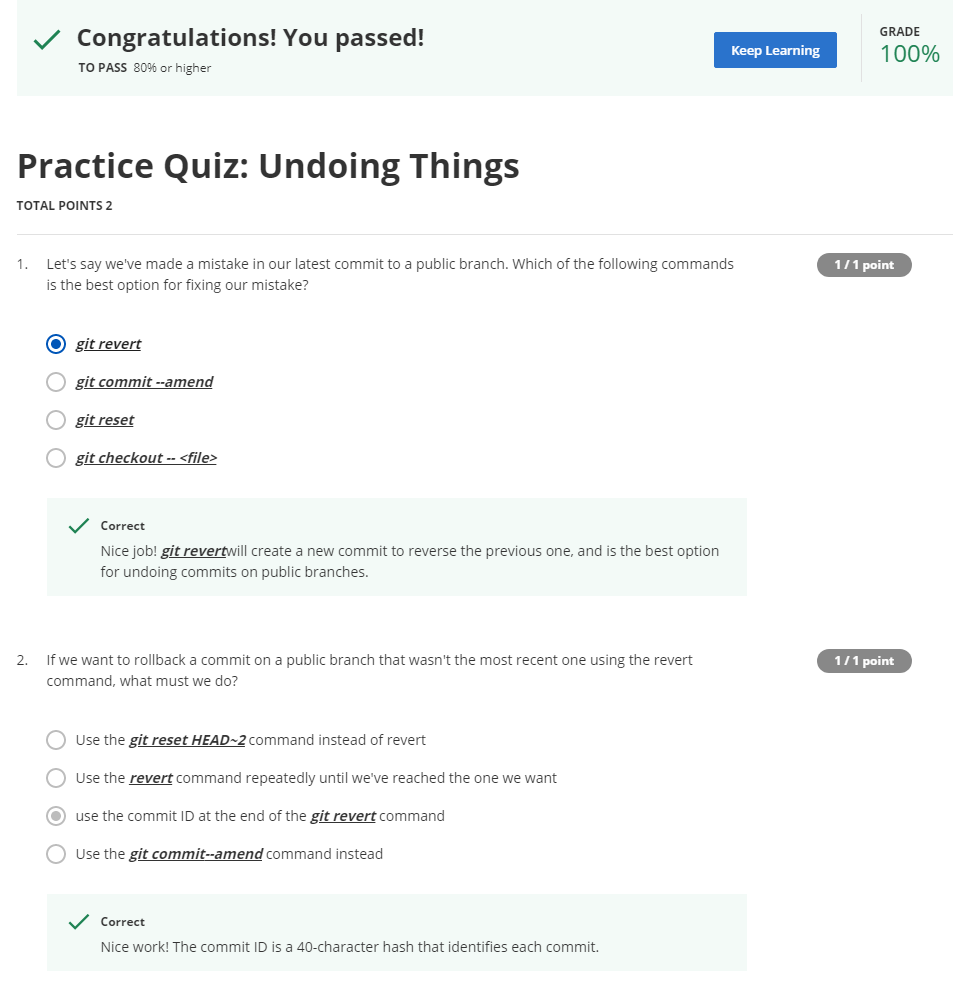 Congratulations! You passed!
TO PASS 80% or higher
Keep Learning
GRADE
100%
Practice Quiz: Undoing Things
TOTAL POINTS 2
1. Let's say we've made a mistake in our latest commit to a public branch. Which of the following commands
is the best option for fixing our mistake?
1 / 1 point
git revert
git commit --amend
git reset
git checkout -- <file>
Correct
Nice job! git revertwill create a new commit to reverse the previous one, and is the best option
for undoing commits on public branches.
2. If we want to rollback a commit on a public branch that wasn't the most recent one using the revert
command, what must we do?
1 / 1 point
Use the git reset HEAD~2 command instead of revert
Use the revert command repeatedly until we've reached the one we want
use the commit ID at the end of the git revert command
Use the git commit--amend command instead
Correct
Nice work! The commit ID is a 40-character hash that identifies each commit.